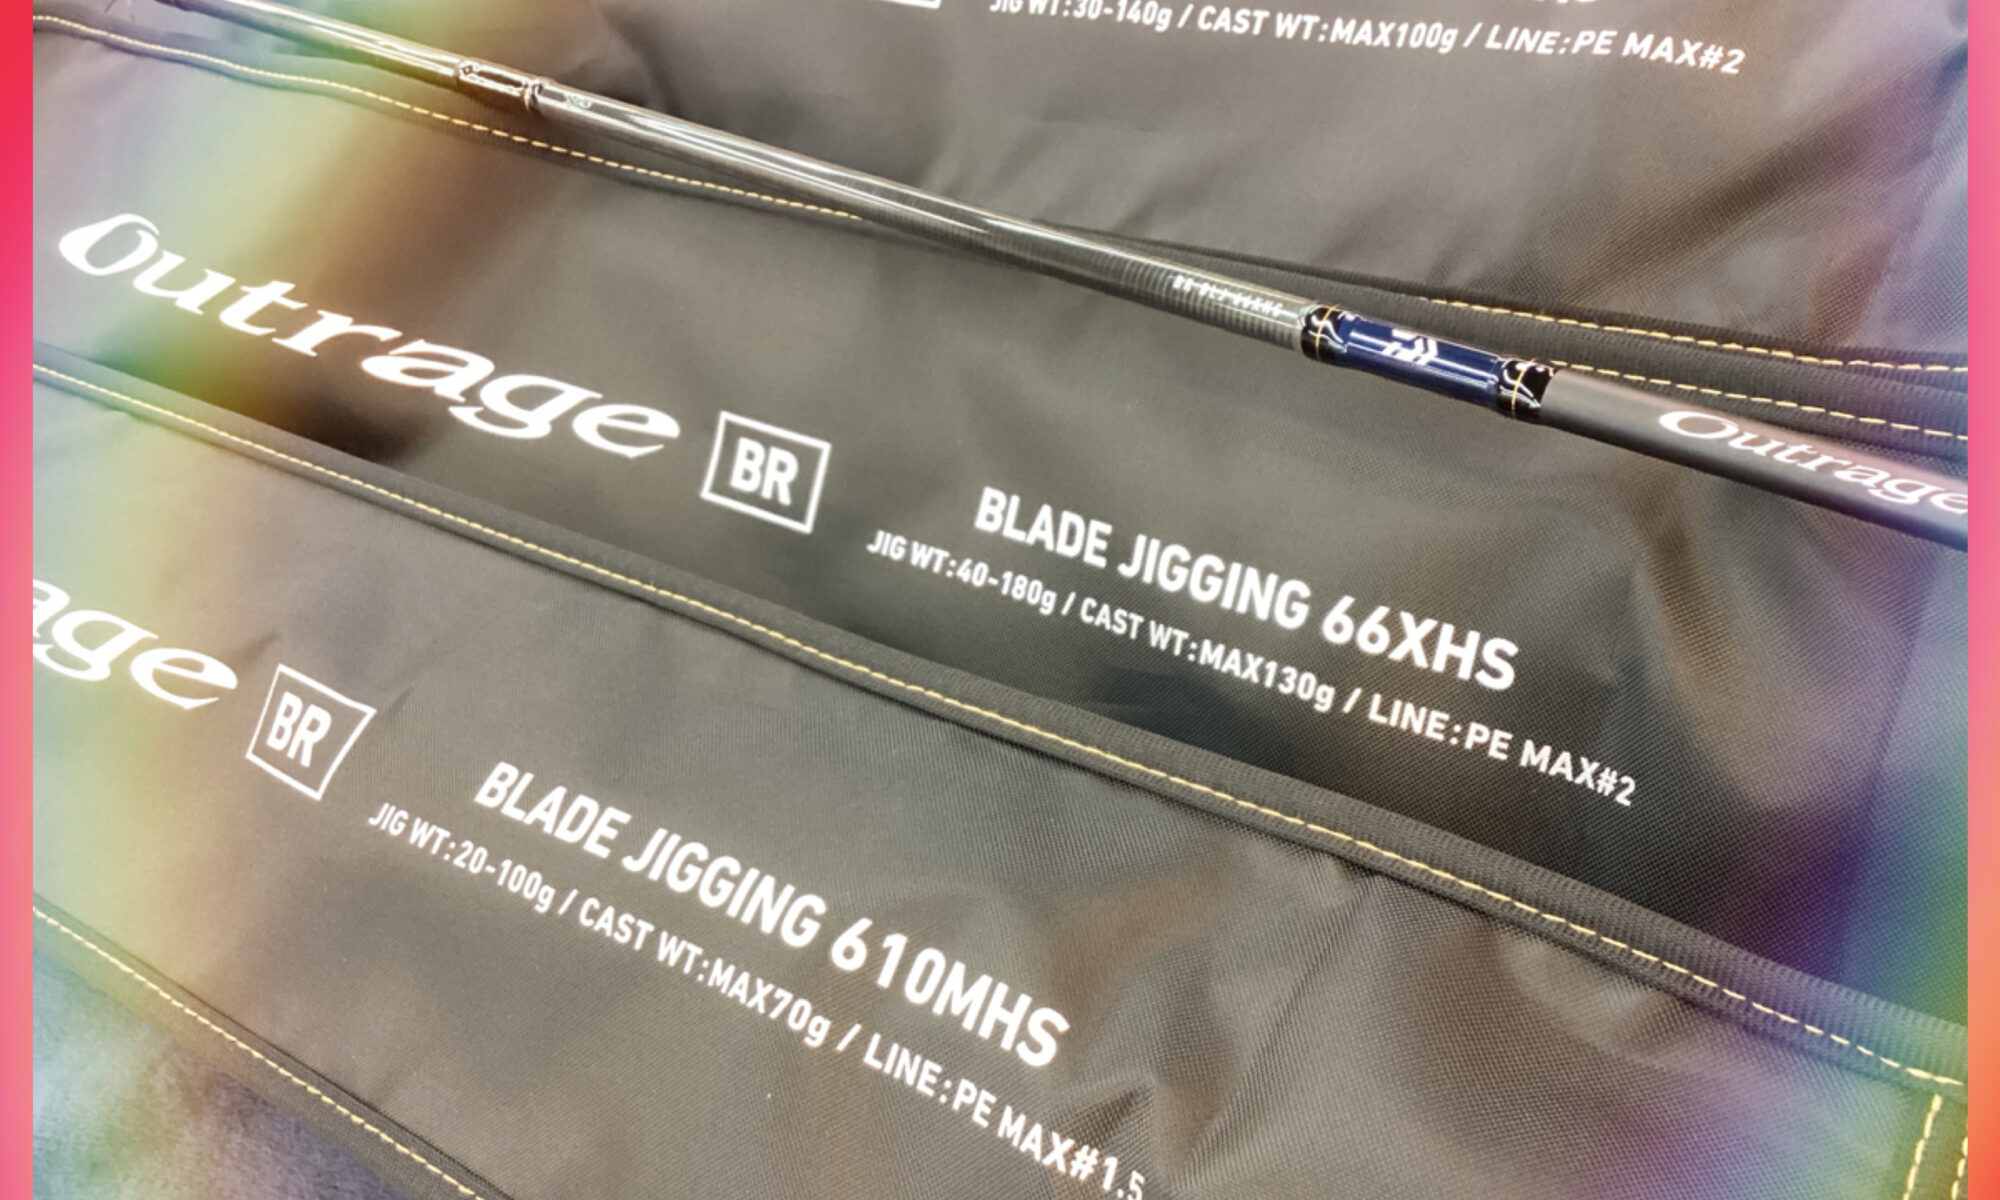 JIG WT:30-140g / CAST WT:MAX100g / LINE:PE MAX#2
Outrage
Outrage BR
BLADE JIGGING 66XHS
JIG WT:40-180g / CAST WT:MAX130g / LINE:PE MAX#2
age BR
BLADE JIGGING 610MHS
JIG WT:20-100g / CAST WT:MAX70g / LINE:PE MAX#1.5